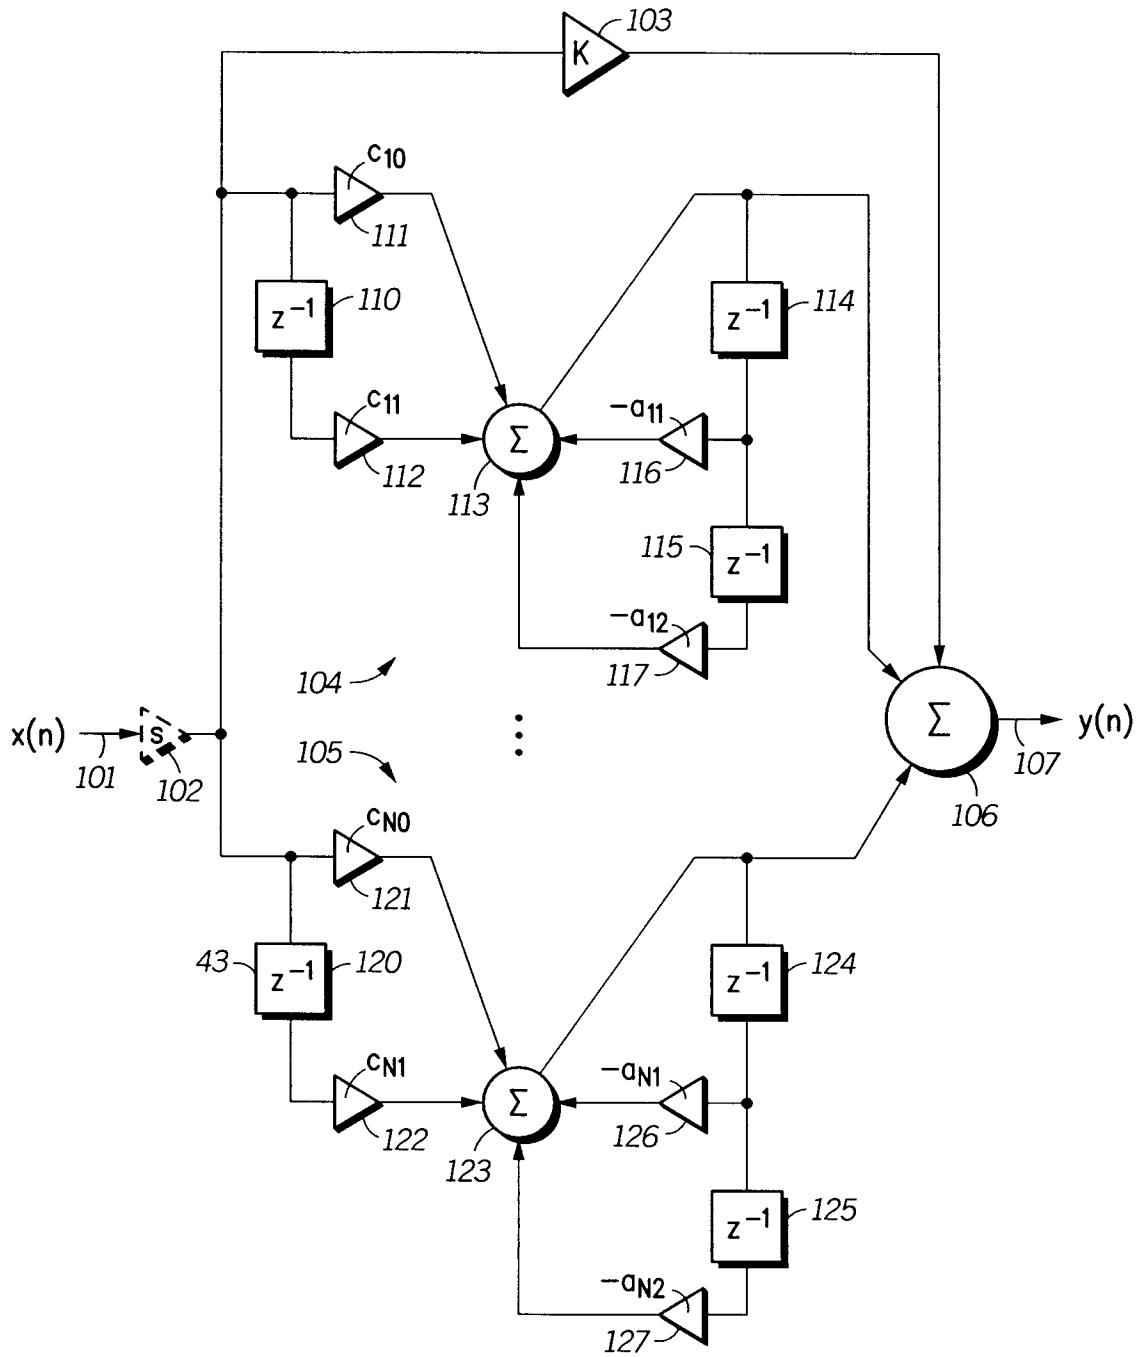 103
K
c10
111
z⁻¹ 110
z⁻¹ 114
c11
112
Σ
113
-a11
116
115 z⁻¹
-a12
117
104
x(n)
101
S
102
105
Σ
106
107
y(n)
cN0
121
43 z⁻¹ 120
z⁻¹ 124
cN1
122
Σ
123
-aN1
126
z⁻¹ 125
-aN2
127